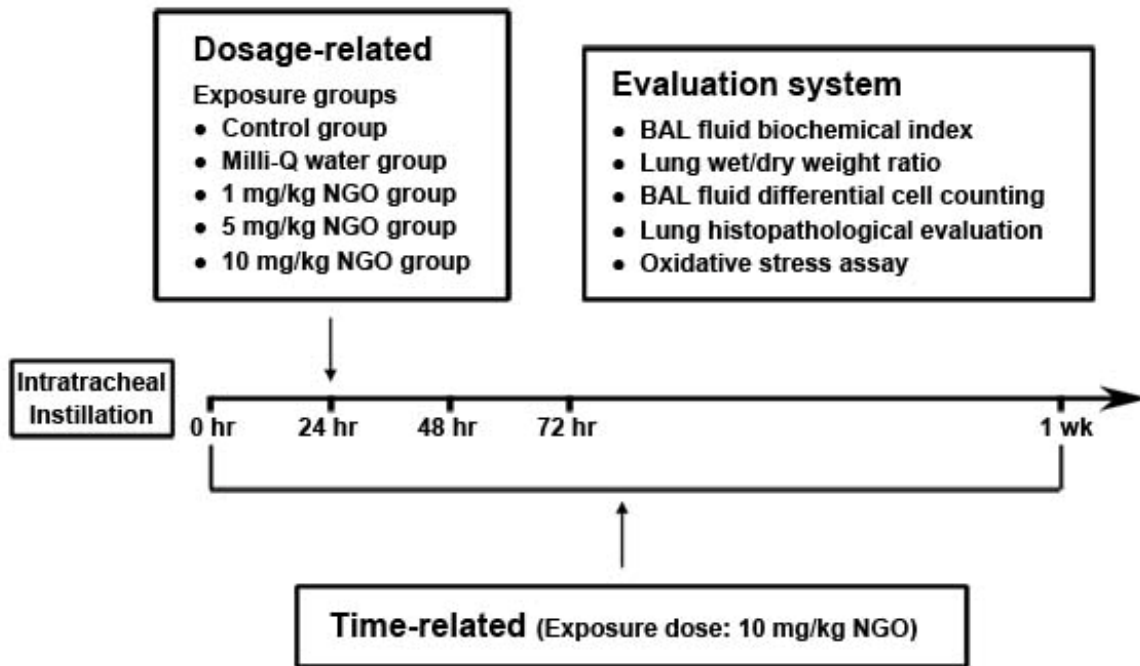 Dosage-related
Exposure groups
● Control group
● Milli-Q water group
● 1 mg/kg NGO group
● 5 mg/kg NGO group
● 10 mg/kg NGO group
Evaluation system
● BAL fluid biochemical index
● Lung wet/dry weight ratio
● BAL fluid differential cell counting
● Lung histopathological evaluation
● Oxidative stress assay
Intratracheal
Instillation
0 hr 24 hr 48 hr 72 hr 1 wk
Time-related (Exposure dose: 10 mg/kg NGO)